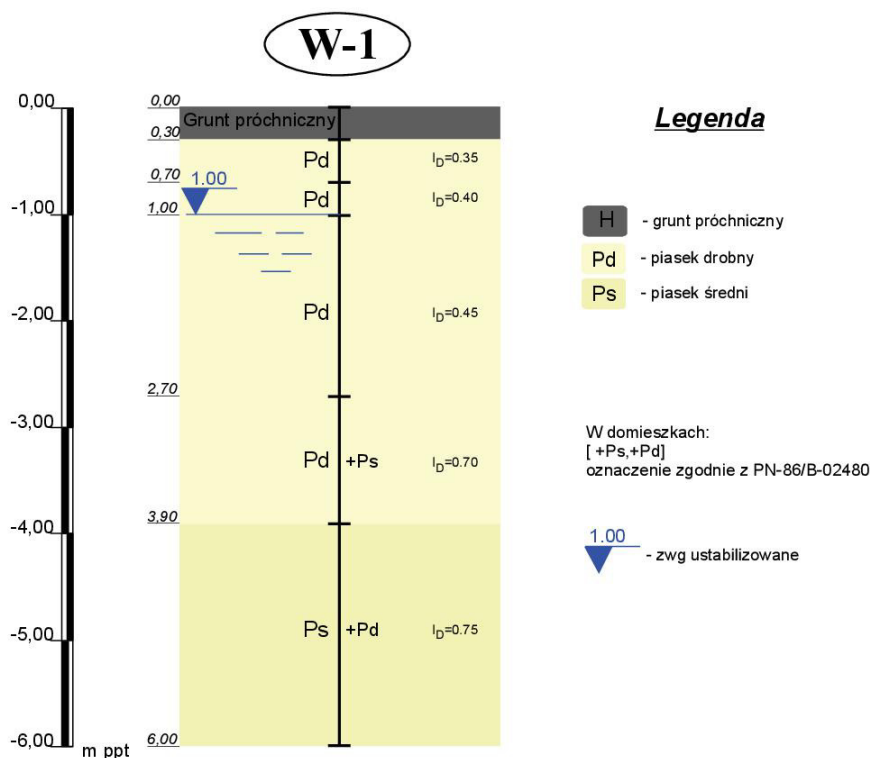 W-1
0,00
-1,00
-2,00
-3,00
-4,00
-5,00
-6,00
m ppt
0,00
0,30
0,70
1.00
1,00
2,70
3,90
6,00
Grunt próchniczny
Pd I_D=0.35
Pd I_D=0.40
Pd I_D=0.45
Pd +Ps I_D=0.70
Ps +Pd I_D=0.75
Legenda
H - grunt próchniczny
Pd - piasek drobny
Ps - piasek średni
W domieszkach:
[ +Ps,+Pd]
oznaczenie zgodnie z PN-86/B-02480
1.00
- zwg ustabilizowane